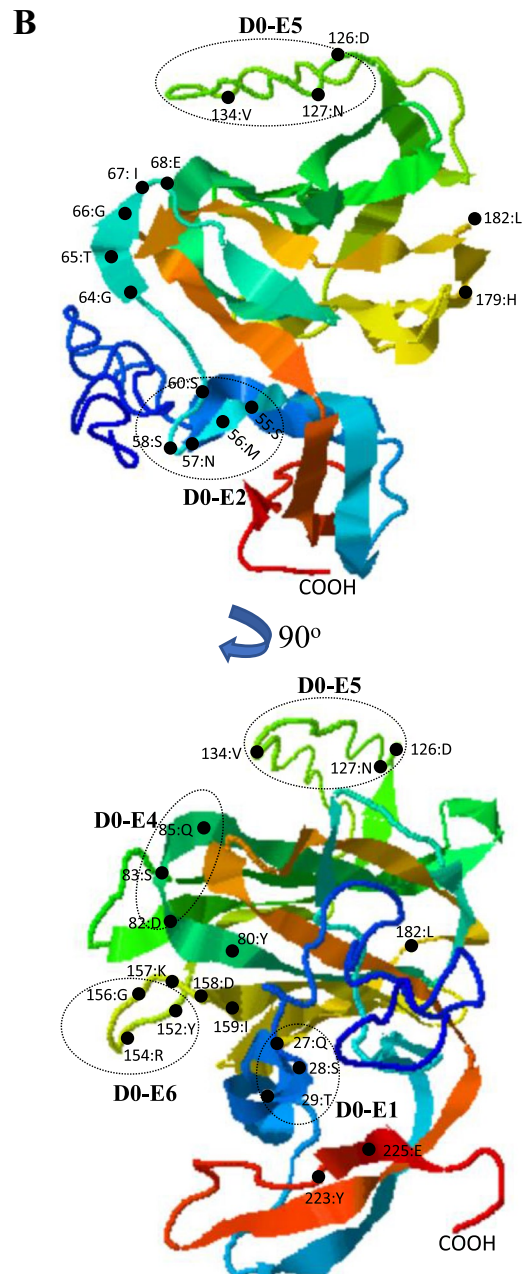 B
D0-E5
126:D
134:V
127:N
68:E
67: I
66:G
182:L
65:T
64:G
179:H
60:S
55:S
56:M
58:S
57:N
D0-E2
COOH
90°
D0-E5
134:V
126:D
127:N
D0-E4
85:Q
83:S
82:D
80:Y
182:L
157:K
158:D
156:G
152:Y
159:I
154:R
27:Q
28:S
D0-E6
29:T
D0-E1
225:E
223:Y
COOH